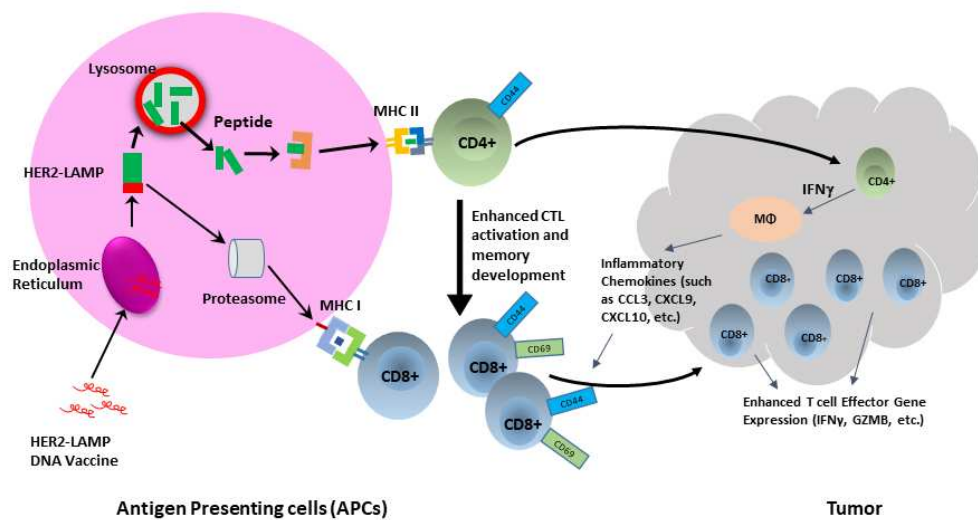 Lysosome
Peptide
MHC II
CD44
CD4+
HER2-LAMP
Endoplasmic
Reticulum
Proteasome
MHC I
CD8+
HER2-LAMP
DNA Vaccine
Enhanced CTL
activation and
memory
development
CD44
CD69
CD8+
CD44
CD8+
CD69
Inflammatory
Chemokines (such
as CCL3, CXCL9,
CXCL10, etc.)
CD4+
IFNγ
MΦ
CD8+
CD8+
CD8+
CD8+
CD8+
Enhanced T cell Effector Gene
Expression (IFNγ, GZMB, etc.)
Antigen Presenting cells (APCs)
Tumor